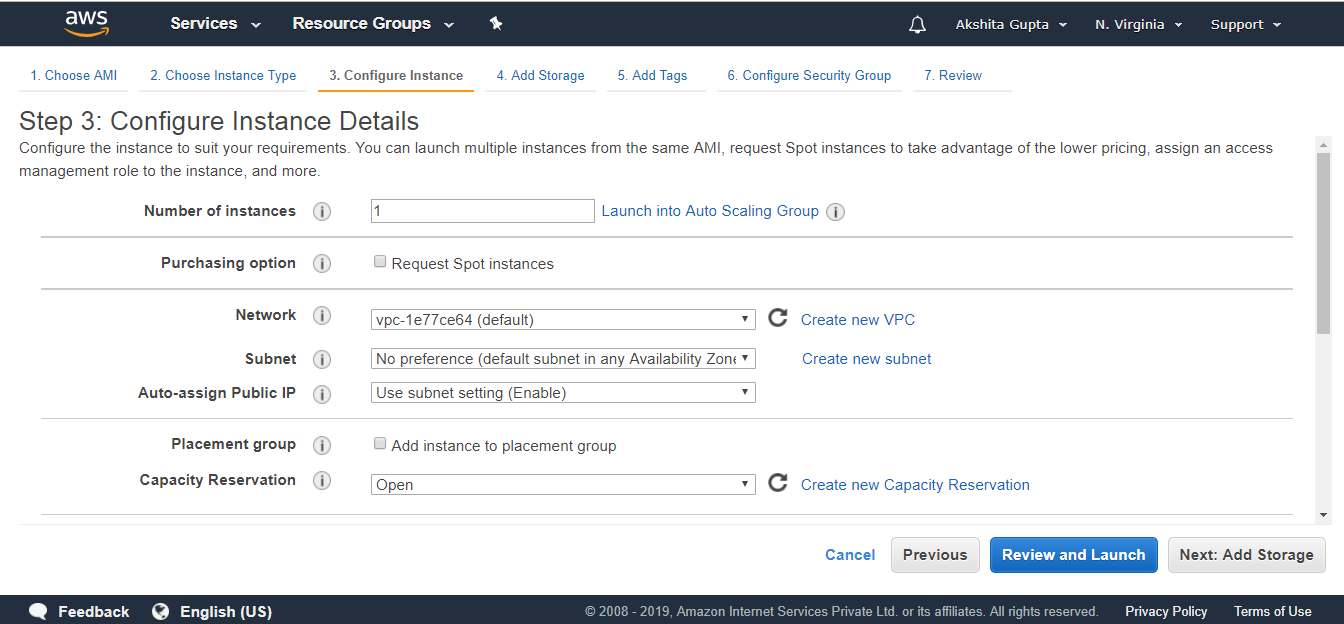 aws Services Resource Groups Akshita Gupta N. Virginia Support
1. Choose AMI 2. Choose Instance Type 3. Configure Instance 4. Add Storage 5. Add Tags 6. Configure Security Group 7. Review
Step 3: Configure Instance Details
Configure the instance to suit your requirements. You can launch multiple instances from the same AMI, request Spot instances to take advantage of the lower pricing, assign an access
management role to the instance, and more.
Number of instances i 1 Launch into Auto Scaling Group i
Purchasing option i Request Spot instances
Network i vpc-1e77ce64 (default) Create new VPC
Subnet i No preference (default subnet in any Availability Zone Create new subnet
Auto-assign Public IP i Use subnet setting (Enable)
Placement group i Add instance to placement group
Capacity Reservation i Open Create new Capacity Reservation
Cancel Previous Review and Launch Next: Add Storage
Feedback English (US) © 2008 - 2019, Amazon Internet Services Private Ltd. or its affiliates. All rights reserved. Privacy Policy Terms of Use